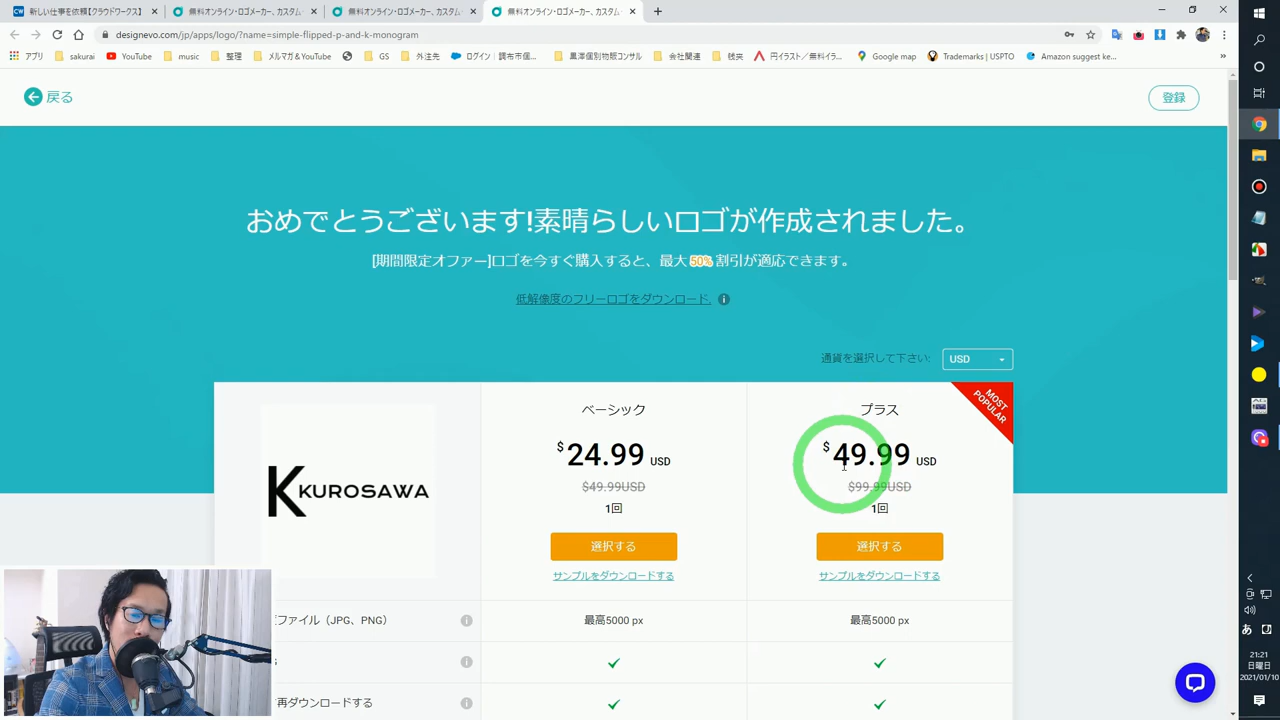 新しい仕事を依頼【クラウドワークス】
無料オンライン・ロゴメーカー、カスタム
無料オンライン・ロゴメーカー、カスタム
無料オンライン・ロゴメーカー、カスタム
designevo.com/jp/apps/logo/?name=simple-flipped-p-and-k-monogram
アプリ
sakurai
YouTube
music
整理
メルマガ&YouTube
GS
外注先
ログイン | 調布市個...
黒澤個別物販コンサル
会社関連
円イラスト／無料イラ...
Google map
Trademarks | USPTO
Amazon suggest ke...
戻る
登録
おめでとうございます!素晴らしいロゴが作成されました。
[期間限定オファー]ロゴを今すぐ購入すると、最大50%割引が適応できます。
低解像度のフリーロゴをダウンロード.
通貨を選択して下さい:
USD
ベーシック
プラス
MOST POPULAR
$24.99 USD
$49.99 USD
$49.99USD
$99.99USD
1回
1回
KKUROSAWA
選択する
選択する
サンプルをダウンロードする
サンプルをダウンロードする
ファイル（JPG、PNG）
最高5000 px
最高5000 px
再ダウンロードする
あ
21:21
日曜日
2021/01/10